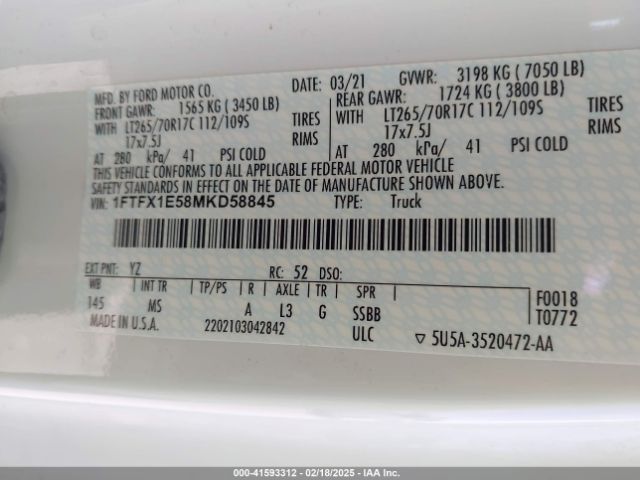 MFD. BY FORD MOTOR CO. DATE: 03/21 GVWR: 3198 KG ( 7050 LB)
FRONT GAWR: 1565 KG ( 3450 LB) REAR GAWR: 1724 KG ( 3800 LB)
WITH LT265/70R17C 112/109S TIRES WITH LT265/70R17C 112/109S TIRES
17x7.5J RIMS 17x7.5J RIMS
AT 280 kPa/ 41 PSI COLD AT 280 kPa/ 41 PSI COLD
THIS VEHICLE CONFORMS TO ALL APPLICABLE FEDERAL MOTOR VEHICLE
SAFETY STANDARDS IN EFFECT ON THE DATE OF MANUFACTURE SHOWN ABOVE.
VIN: 1FTFX1E58MKD58845 TYPE: Truck
EXT PNT: YZ RC: 52 DSO:
WB INT TR TP/PS R AXLE TR SPR
145 MS A L3 G SSBB F0018
T0772
MADE IN U.S.A. 2202103042842 ULC ▽ 5U5A-3520472-AA
000-41593312 / 02/18/2025 - IAA Inc.